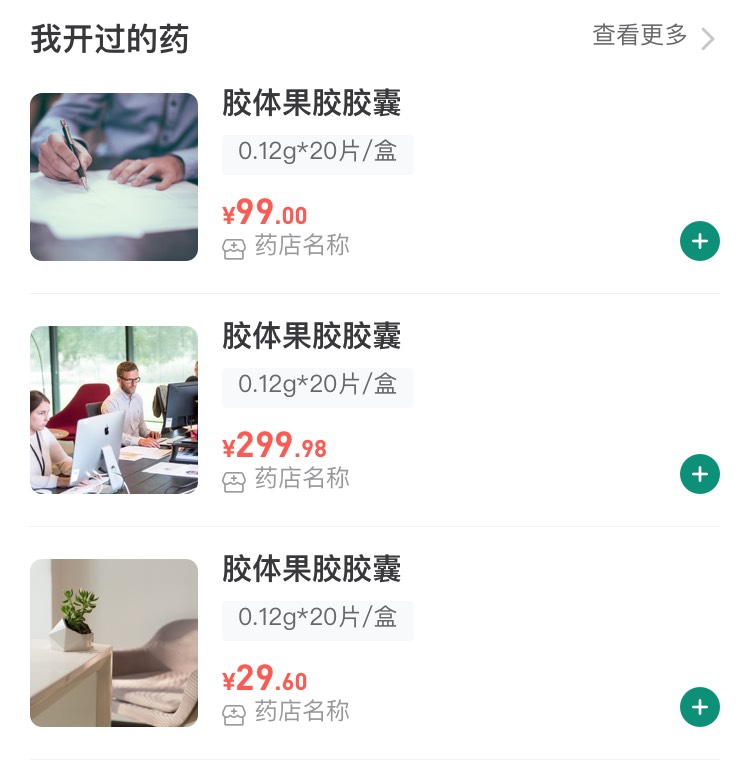 我开过的药
查看更多
胶体果胶胶囊
0.12g*20片/盒
¥99.00
药店名称
胶体果胶胶囊
0.12g*20片/盒
¥299.98
药店名称
胶体果胶胶囊
0.12g*20片/盒
¥29.60
药店名称